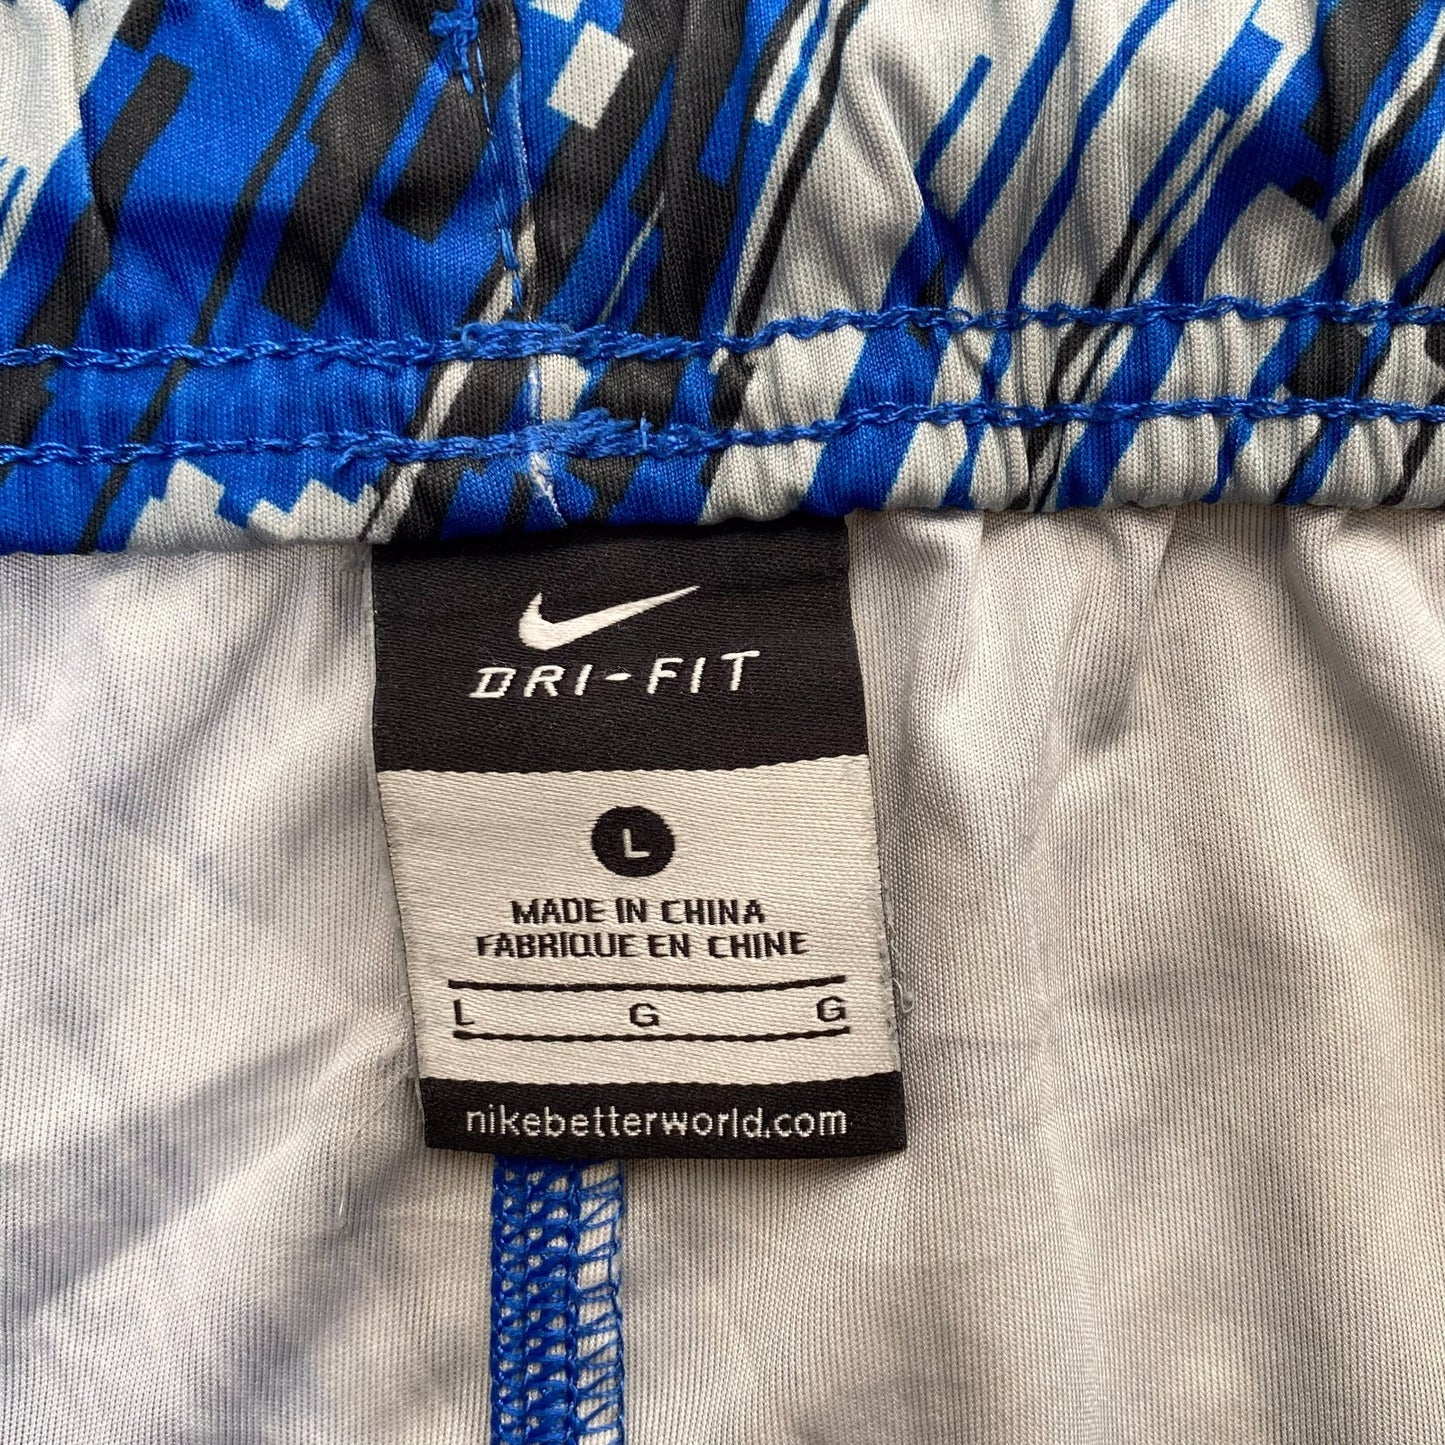 DRI-FIT
L
MADE IN CHINA
FABRIQUE EN CHINE
L G G
nikebetterworld.com